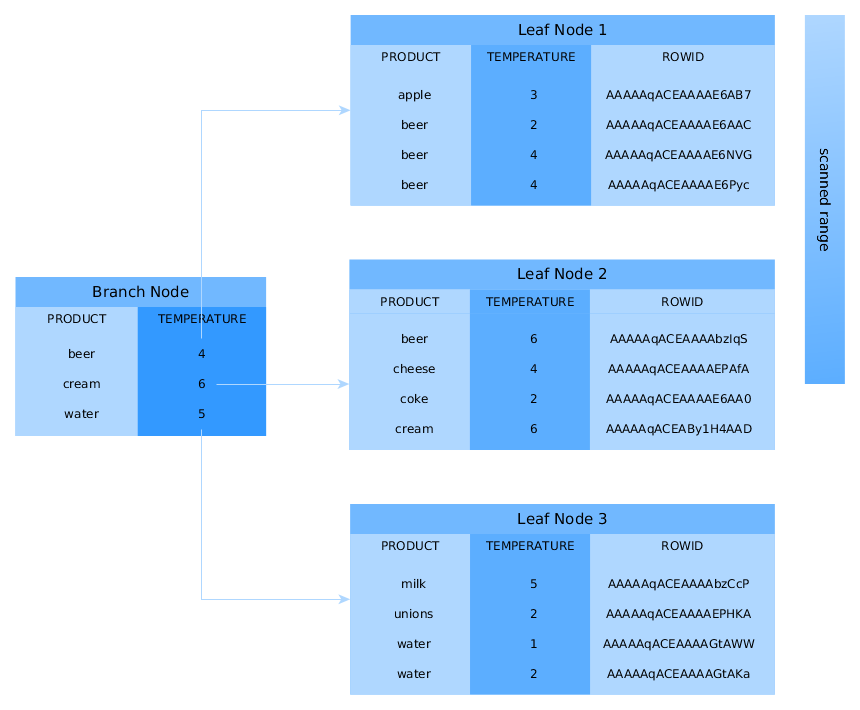 Leaf Node 1
PRODUCT TEMPERATURE ROWID
apple 3 AAAAAqACEAAAAE6AB7
beer 2 AAAAAqACEAAAAE6AAC
beer 4 AAAAAqACEAAAAE6NVG
beer 4 AAAAAqACEAAAAE6Pyc
scanned range
Branch Node
PRODUCT TEMPERATURE
beer 4
cream 6
water 5
Leaf Node 2
PRODUCT TEMPERATURE ROWID
beer 6 AAAAAqACEAAAAbzIqS
cheese 4 AAAAAqACEAAAAEPAfA
coke 2 AAAAAqACEAAAAE6AA0
cream 6 AAAAAqACEABy1H4AAD
Leaf Node 3
PRODUCT TEMPERATURE ROWID
milk 5 AAAAAqACEAAAAbzCcP
unions 2 AAAAAqACEAAAAEPHKA
water 1 AAAAAqACEAAAAGtAWW
water 2 AAAAAqACEAAAAGtAKa